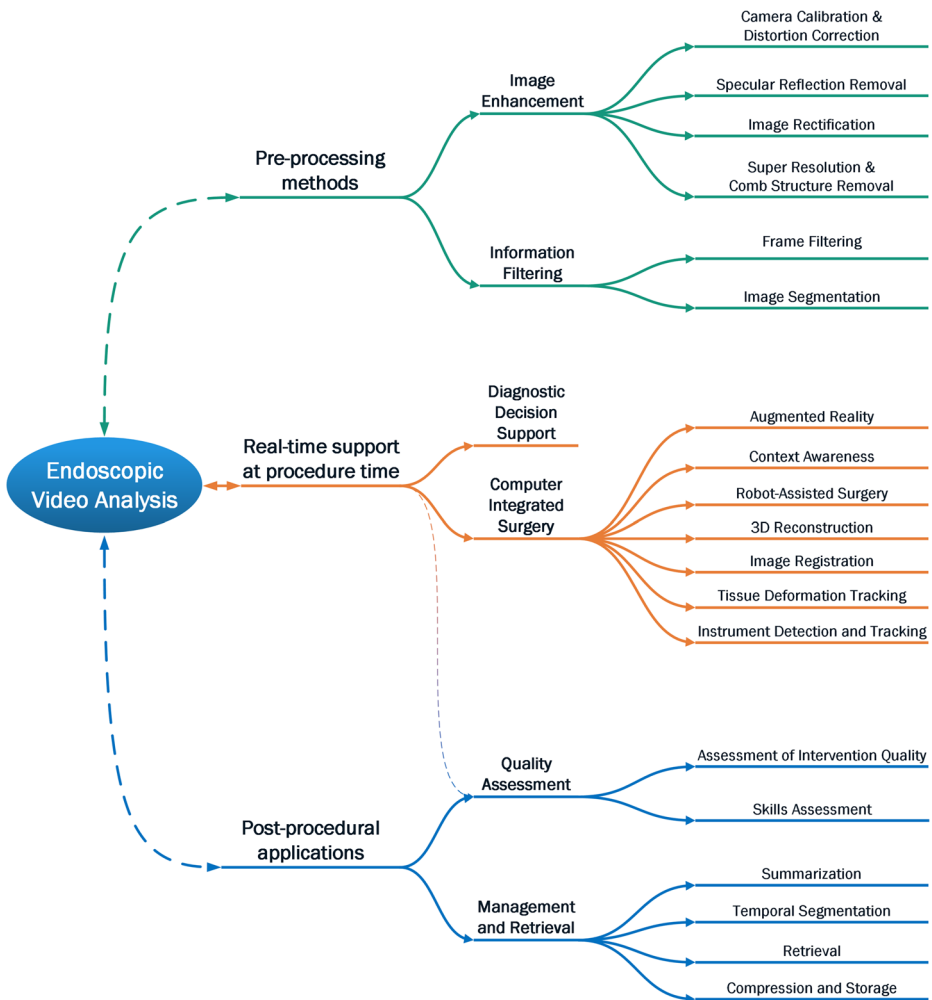 Endoscopic
Video Analysis
Pre-processing
methods
Image
Enhancement
Camera Calibration &
Distortion Correction
Specular Reflection Removal
Image Rectification
Super Resolution &
Comb Structure Removal
Information
Filtering
Frame Filtering
Image Segmentation
Real-time support
at procedure time
Diagnostic
Decision
Support
Computer
Integrated
Surgery
Augmented Reality
Context Awareness
Robot-Assisted Surgery
3D Reconstruction
Image Registration
Tissue Deformation Tracking
Instrument Detection and Tracking
Post-procedural
applications
Quality
Assessment
Assessment of Intervention Quality
Skills Assessment
Management
and Retrieval
Summarization
Temporal Segmentation
Retrieval
Compression and Storage